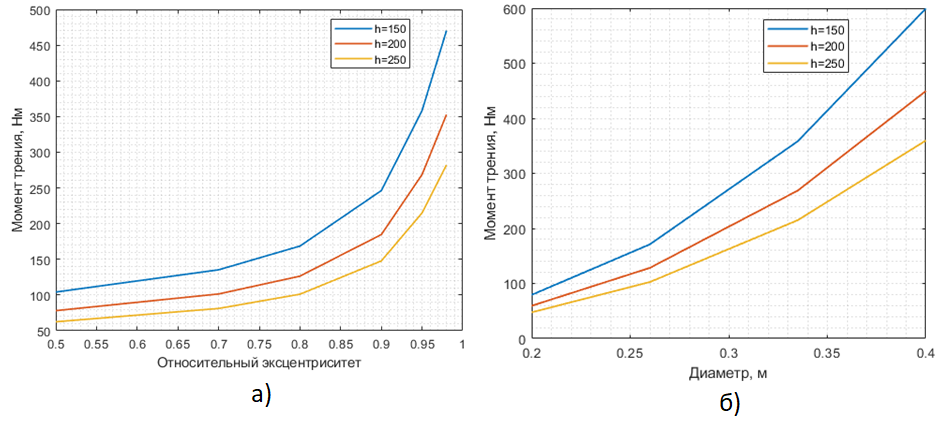 500
450
400
350
300
250
200
150
100
50
Момент трения, Нм
h=150
h=200
h=250
0.5
0.55
0.6
0.65
0.7
0.75
0.8
0.85
0.9
0.95
1
Относительный эксцентриситет
а)
600
500
400
300
200
100
0
Момент трения, Нм
h=150
h=200
h=250
0.2
0.25
0.3
0.35
0.4
Диаметр, м
б)